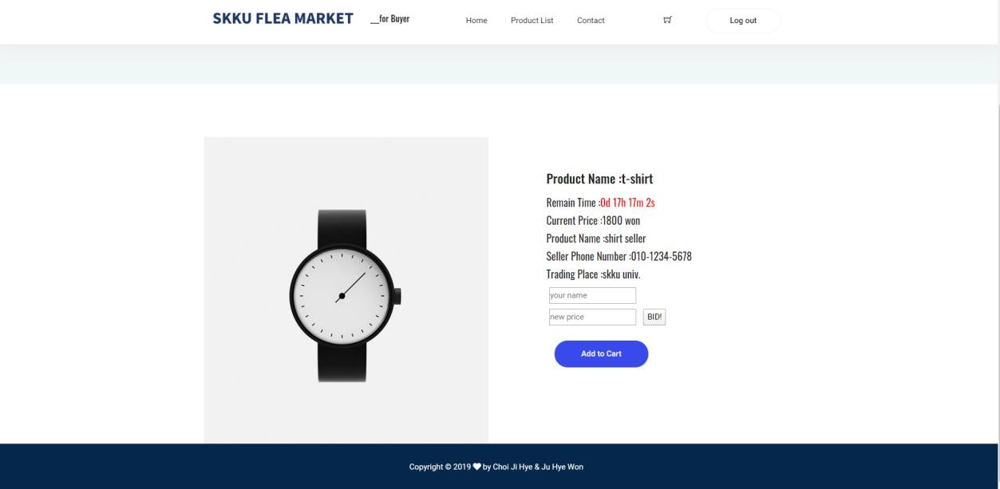 SKKU FLEA MARKET __for Buyer Home Product List Contact Log out
Product Name :t-shirt
Remain Time :0d 17h 17m 2s
Current Price :1800 won
Product Name :shirt seller
Seller Phone Number :010-1234-5678
Trading Place :skku univ.
your name
new price BID!
Add to Cart
Copyright © 2019 ♥ by Choi Ji Hye & Ju Hye Won